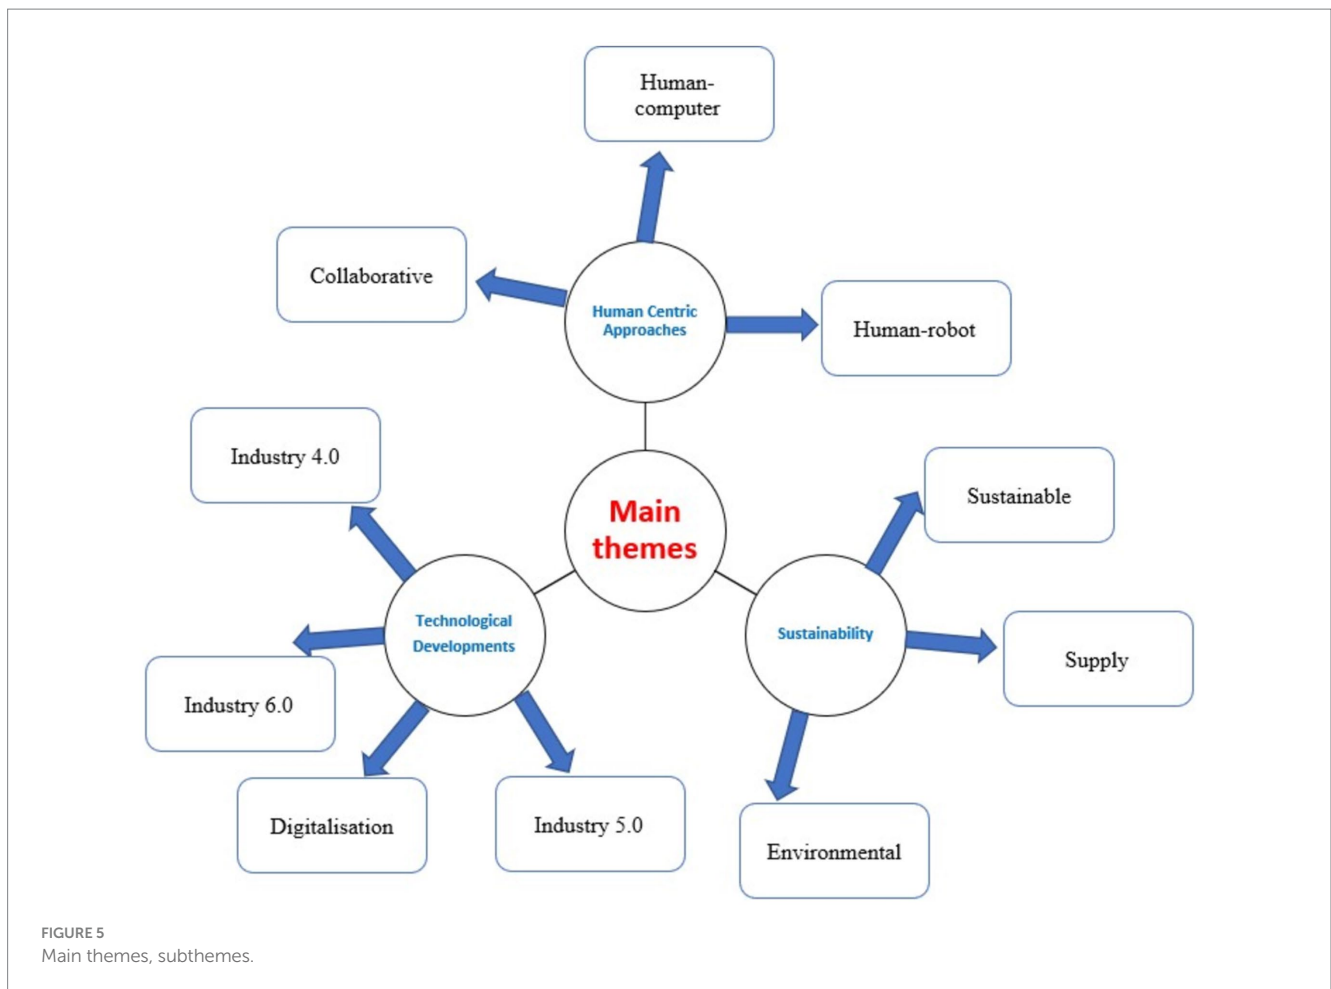 Human-
computer
Collaborative
Human Centric
Approaches
Human-robot
Industry 4.0
Sustainable
Main
themes
Technological
Developments
Sustainability
Supply
Industry 6.0
Digitalisation
Industry 5.0
Environmental
FIGURE 5
Main themes, subthemes.